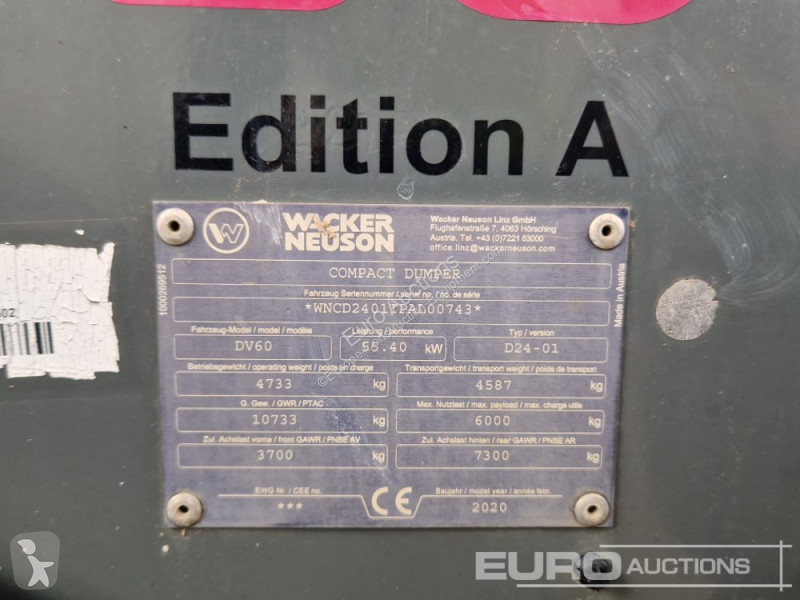 Edition A
WACKER
NEUSON
Wacker Neuson Linz GmbH
Flughafenstraße 7, 4063 Hörsching
Austria, Tel. +43 (0)7221 63000
office.linz@wackerneuson.com
COMPACT DUMPER
Fahrzeug Seriennummer / serial no. / no. de série
*WNCD2401TPAL00743*
Fahrzeug-Model / model / modèle Leistung / performance Typ / version
DV60 55.40 kW D24-01
Betriebsgewicht / operating weight / poids en charge Transportgewicht / transport weight / poids de transport
4733 kg 4587 kg
G. Gew. / GWR / PTAC Max. Nutzlast / max. payload / max. charge utile
10733 kg 6000 kg
Zul. Achslast vorne / front GAWR / PNBE AV Zul. Achslast hinten / rear GAWR / PNBE AR
3700 kg 7300 kg
EWG Nr / CEE no. CE Baujahr / model year / année fabr.
*** 2020
1000269512
Made in Austria
EURO AUCTIONS